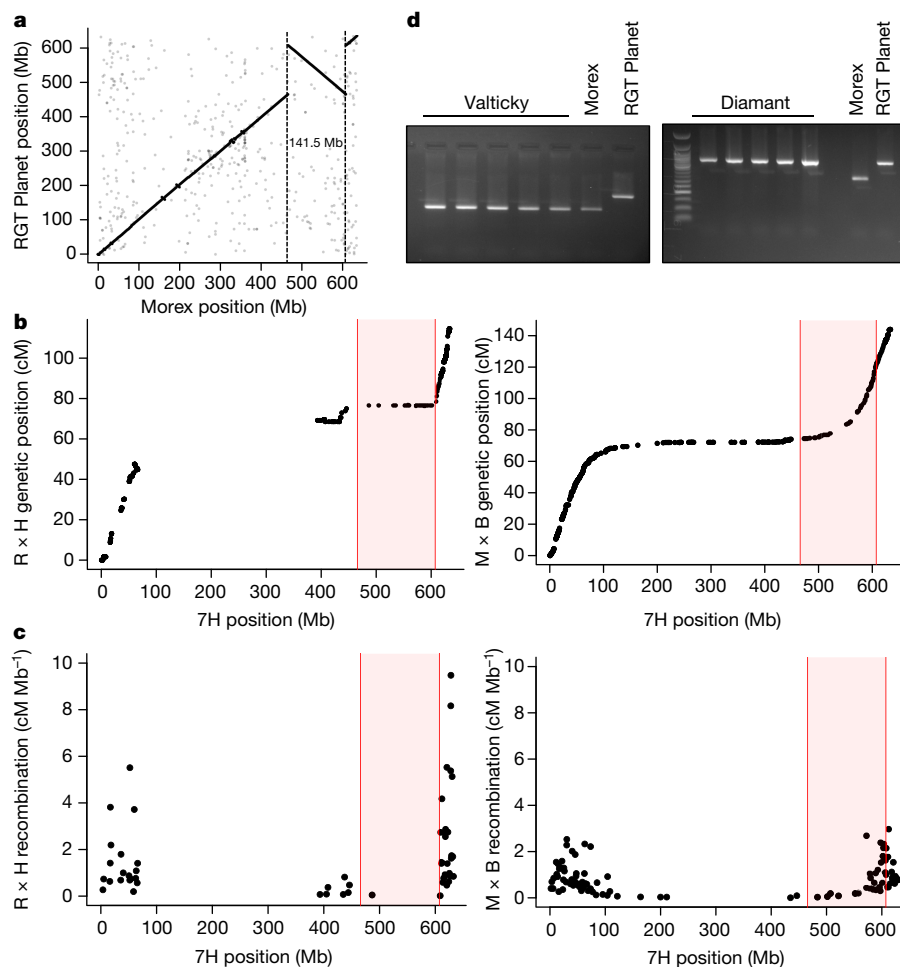 a
RGT Planet position (Mb)
600
500
400
300
200
100
0
141.5 Mb
0 100 200 300 400 500 600
Morex position (Mb)
d
Valticky
Morex
RGT Planet
Diamant
Morex
RGT Planet
b
R × H genetic position (cM)
100
80
60
40
20
0
0 100 200 300 400 500 600
7H position (Mb)
M × B genetic position (cM)
140
120
100
80
60
40
20
0
0 100 200 300 400 500 600
7H position (Mb)
c
R × H recombination (cM Mb⁻¹)
10
8
6
4
2
0
0 100 200 300 400 500 600
7H position (Mb)
M × B recombination (cM Mb⁻¹)
10
8
6
4
2
0
0 100 200 300 400 500 600
7H position (Mb)